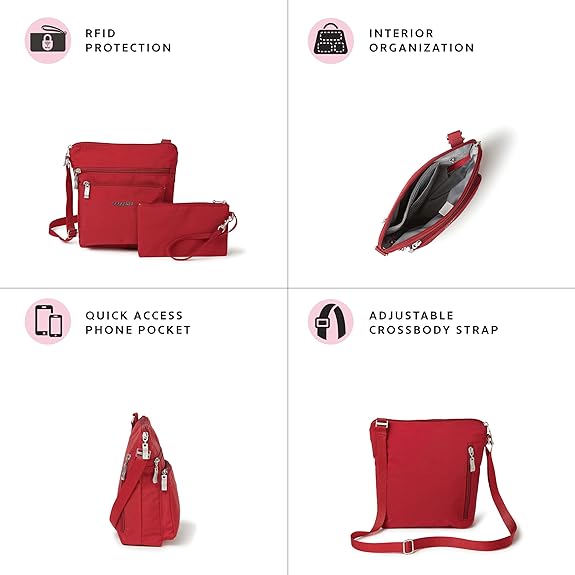 RFID
PROTECTION
INTERIOR
ORGANIZATION
QUICK ACCESS
PHONE POCKET
ADJUSTABLE
CROSSBODY STRAP